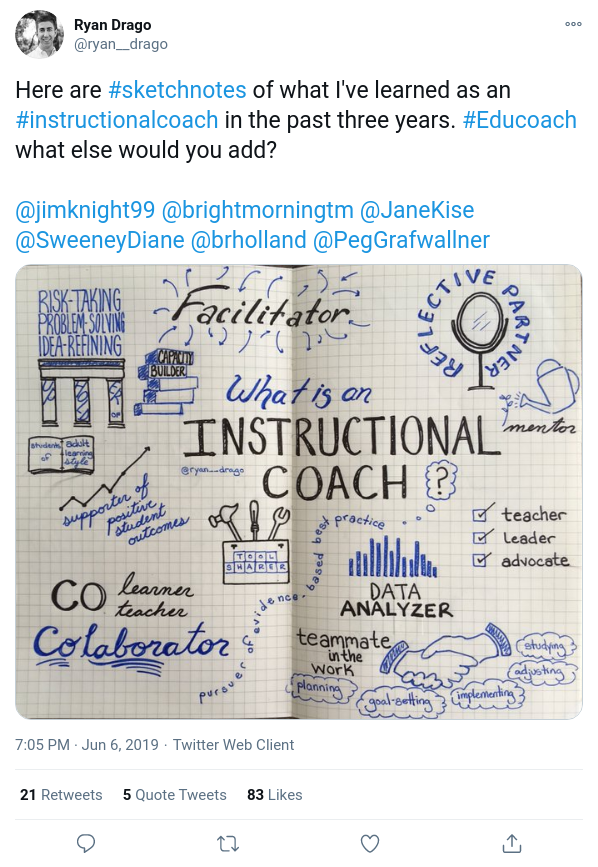 Ryan Drago
@ryan__drago
Here are #sketchnotes of what I've learned as an
#instructionalcoach in the past three years. #Educoach
what else would you add?
@jimknight99 @brightmorningtm @JaneKise
@SweeneyDiane @brholland @PegGrafwallner
RISK-TAKING
PROBLEM-SOLVING
IDEA-REFINING
Facilitator
REFLECTIVE PARTNER
CAPACITY
BUILDER
What is an
INSTRUCTIONAL
COACH ?
@ryan__drago
mentor
students
of
adult
learning
style
supporter of
positive
student
outcomes
TOOL
SHARER
pursuer of evidence-based best practice
teacher
leader
advocate
DATA
ANALYZER
CO learner
teacher
Colaborator
teammate
in the
work
planning
goal-setting
implementing
adjusting
studying
7:05 PM · Jun 6, 2019 · Twitter Web Client
21 Retweets 5 Quote Tweets 83 Likes